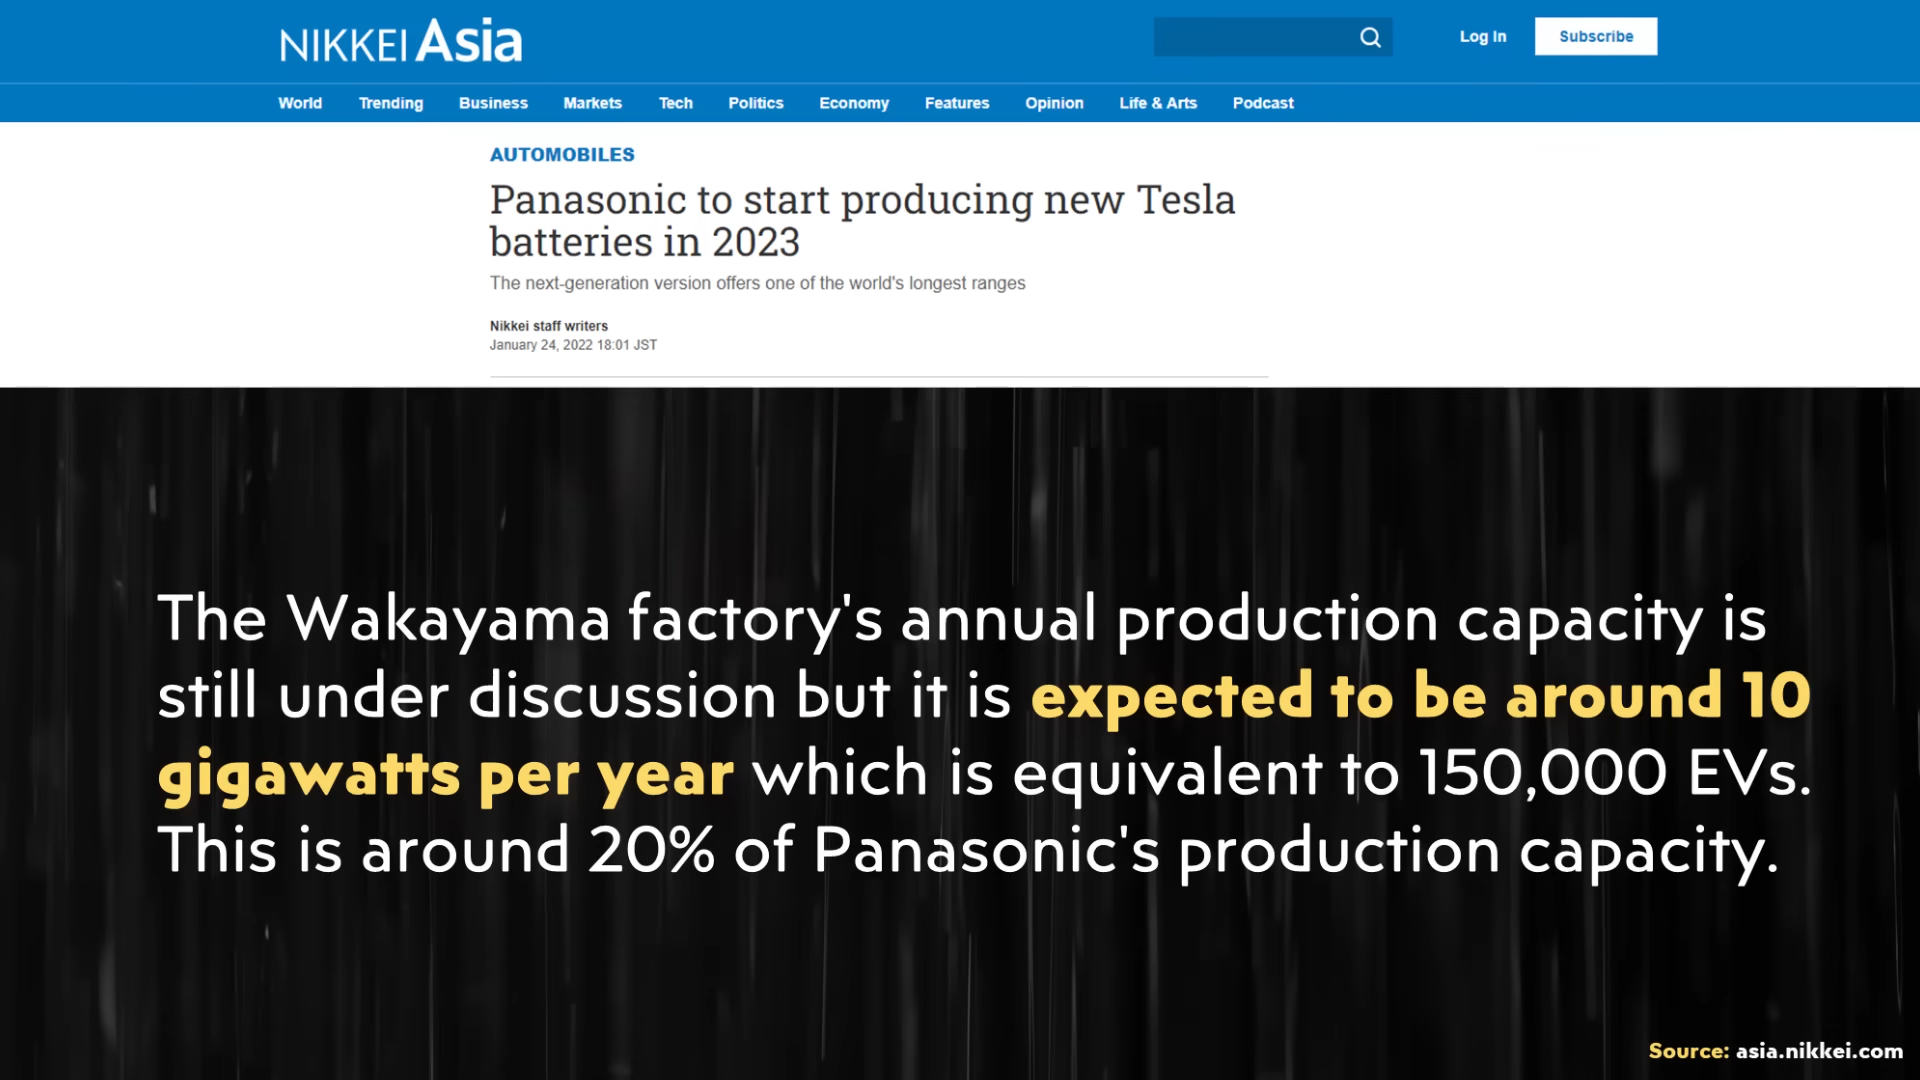 NIKKEI Asia
Log In
Subscribe
World Trending Business Markets Tech Politics Economy Features Opinion Life & Arts Podcast
AUTOMOBILES
Panasonic to start producing new Tesla
batteries in 2023
The next-generation version offers one of the world's longest ranges
Nikkei staff writers
January 24, 2022 18:01 JST
The Wakayama factory's annual production capacity is
still under discussion but it is expected to be around 10
gigawatts per year which is equivalent to 150,000 EVs.
This is around 20% of Panasonic's production capacity.
Source: asia.nikkei.com